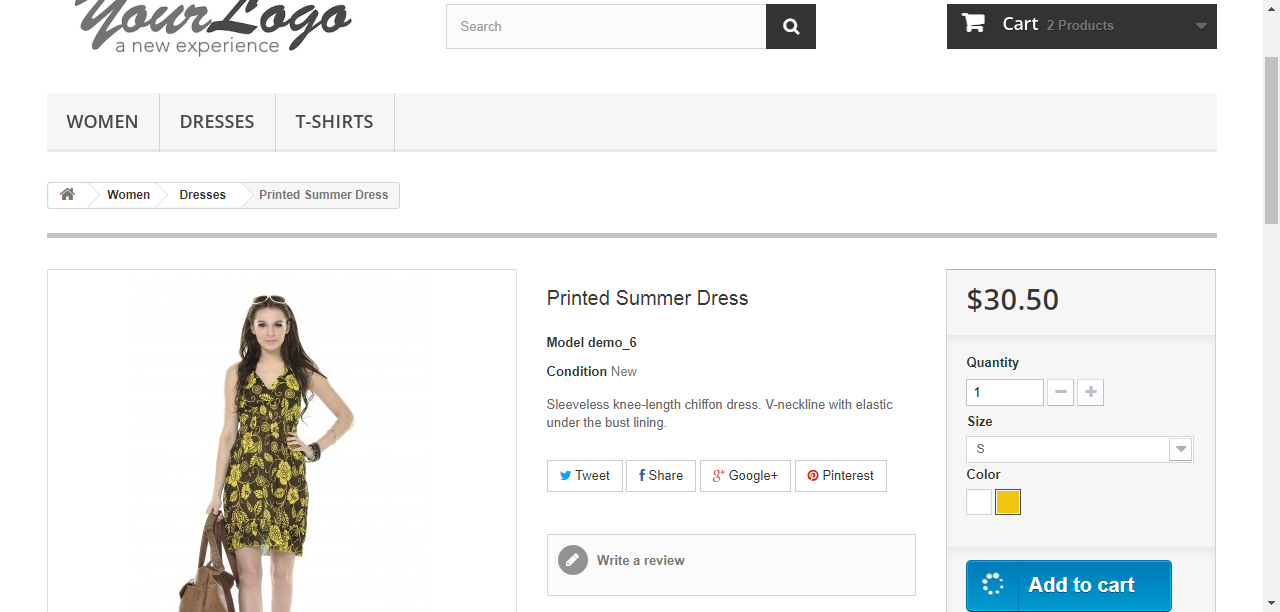 YourLogo
a new experience
Search
Cart 2 Products
WOMEN
DRESSES
T-SHIRTS
Women
Dresses
Printed Summer Dress
Printed Summer Dress
Model demo_6
Condition New
Sleeveless knee-length chiffon dress. V-neckline with elastic
under the bust lining.
Tweet
Share
Google+
Pinterest
Write a review
$30.50
Quantity
1
Size
S
Color
Add to cart